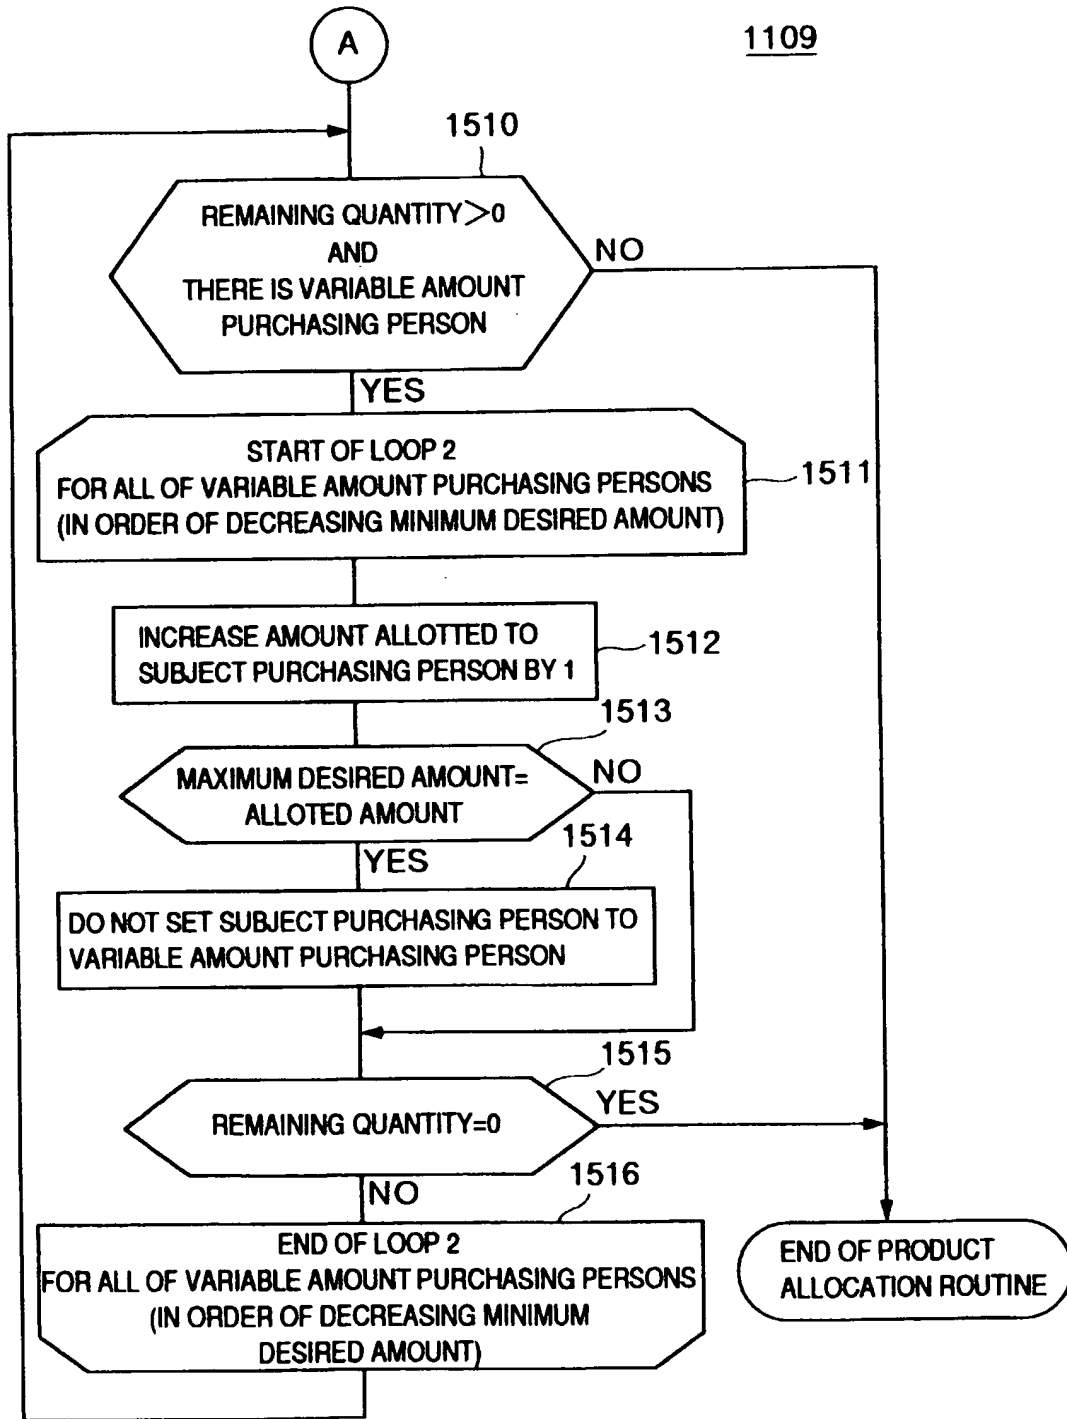 A
1109
1510
REMAINING QUANTITY>0
AND
THERE IS VARIABLE AMOUNT
PURCHASING PERSON
NO
YES
START OF LOOP 2
FOR ALL OF VARIABLE AMOUNT PURCHASING PERSONS
(IN ORDER OF DECREASING MINIMUM DESIRED AMOUNT)
1511
INCREASE AMOUNT ALLOTTED TO
SUBJECT PURCHASING PERSON BY 1
1512
1513
MAXIMUM DESIRED AMOUNT=
ALLOTED AMOUNT
NO
YES
1514
DO NOT SET SUBJECT PURCHASING PERSON TO
VARIABLE AMOUNT PURCHASING PERSON
1515
REMAINING QUANTITY=0
YES
NO
1516
END OF LOOP 2
FOR ALL OF VARIABLE AMOUNT PURCHASING PERSONS
(IN ORDER OF DECREASING MINIMUM
DESIRED AMOUNT)
END OF PRODUCT
ALLOCATION ROUTINE